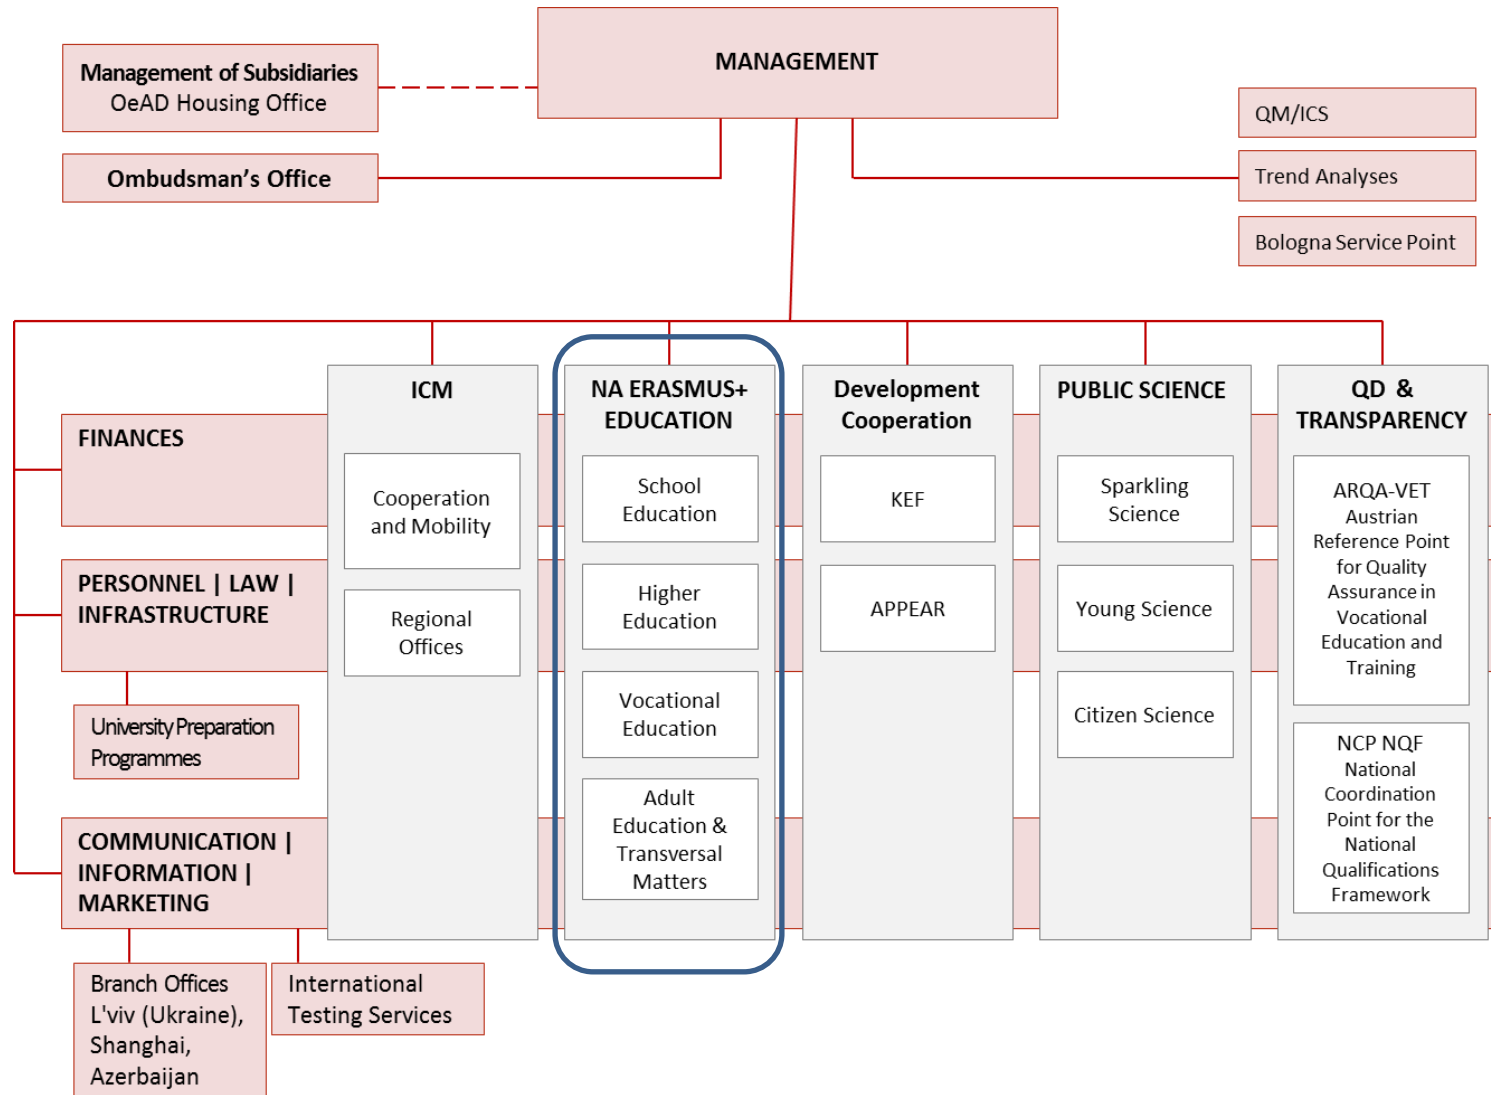 MANAGEMENT
Management of Subsidiaries
OeAD Housing Office
Ombudsman’s Office
QM/ICS
Trend Analyses
Bologna Service Point
FINANCES
PERSONNEL | LAW |
INFRASTRUCTURE
University Preparation
Programmes
COMMUNICATION |
INFORMATION |
MARKETING
Branch Offices
L'viv (Ukraine),
Shanghai,
Azerbaijan
International
Testing Services
ICM
Cooperation
and Mobility
Regional
Offices
NA ERASMUS+
EDUCATION
School
Education
Higher
Education
Vocational
Education
Adult
Education &
Transversal
Matters
Development
Cooperation
KEF
APPEAR
PUBLIC SCIENCE
Sparkling
Science
Young Science
Citizen Science
QD &
TRANSPARENCY
ARQA-VET
Austrian
Reference Point
for Quality
Assurance in
Vocational
Education and
Training
NCP NQF
National
Coordination
Point for the
National
Qualifications
Framework